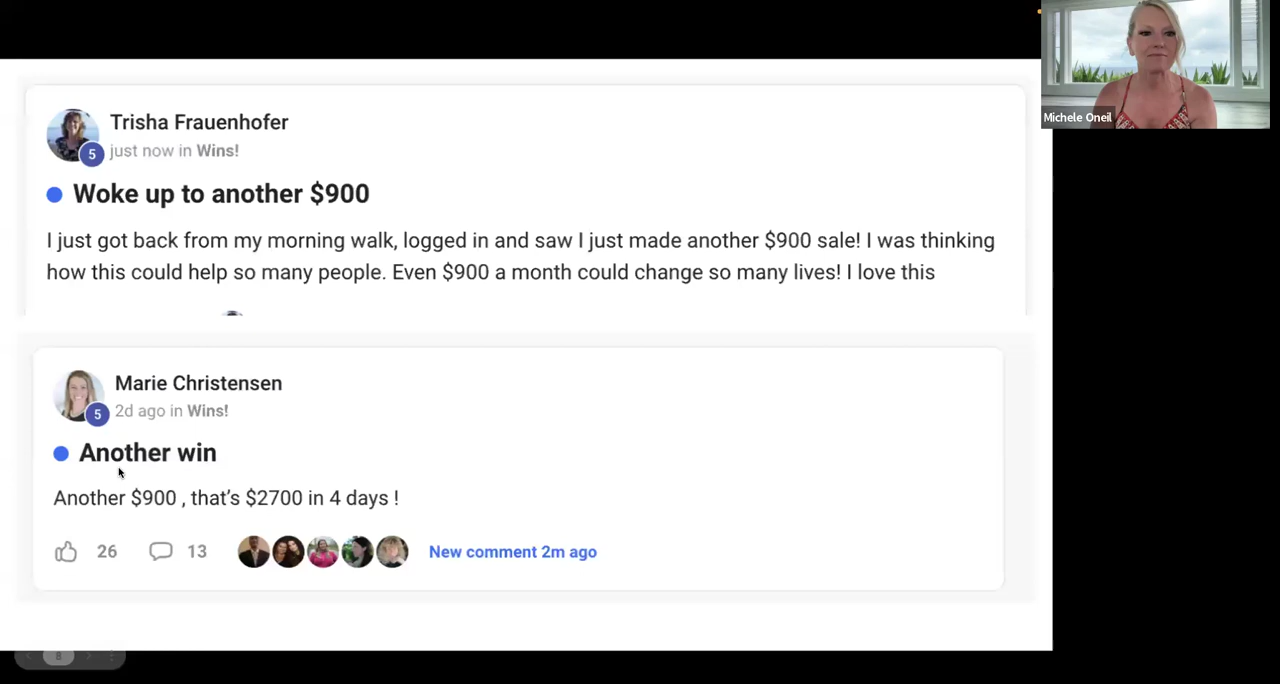 Michele Oneil
Trisha Frauenhofer
5
just now in Wins!
Woke up to another $900
I just got back from my morning walk, logged in and saw I just made another $900 sale! I was thinking
how this could help so many people. Even $900 a month could change so many lives! I love this
Marie Christensen
5
2d ago in Wins!
Another win
Another $900 , that’s $2700 in 4 days !
26 13 New comment 2m ago
8